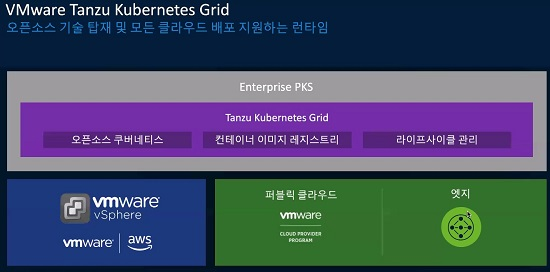 VMware Tanzu Kubernetes Grid
오픈소스 기술 탑재 및 모든 클라우드 배포 지원하는 런타임
Enterprise PKS
Tanzu Kubernetes Grid
오픈소스 쿠버네티스
컨테이너 이미지 레지스트리
라이프사이클 관리
vmware
vSphere
vmware
aws
퍼블릭 클라우드
vmware
CLOUD PROVIDER
PROGRAM
엣지